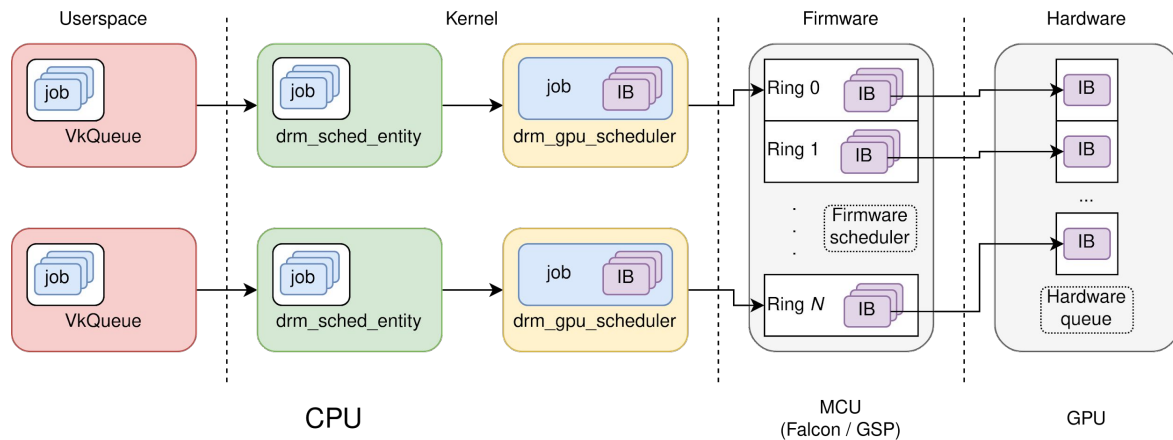 Userspace
Kernel
Firmware
Hardware
job
VkQueue
job
drm_sched_entity
job
IB
drm_gpu_scheduler
Ring 0
IB
IB
Ring 1
IB
IB
...
. . .
Firmware
scheduler
job
VkQueue
job
drm_sched_entity
job
IB
drm_gpu_scheduler
Ring N
IB
IB
Hardware
queue
CPU
MCU
(Falcon / GSP)
GPU